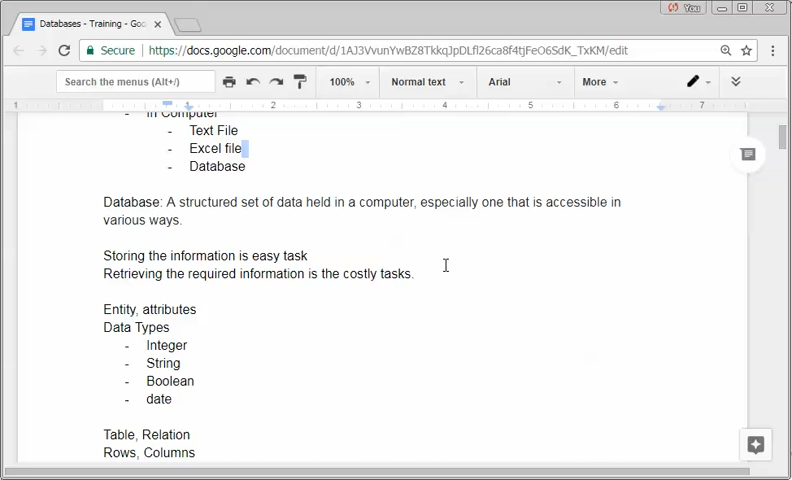 Databases - Training - Goo
You
Secure
https://docs.google.com/document/d/1AJ3VvunYwBZ8TkkqJpDLfl26ca8f4tjFeO6SdK_TxKM/edit
Search the menus (Alt+/)
100%
Normal text
Arial
More
1 1 2 3 4 5 6 7
- In Computer
- Text File
- Excel file
- Database
Database: A structured set of data held in a computer, especially one that is accessible in
various ways.
Storing the information is easy task
Retrieving the required information is the costly tasks.
Entity, attributes
Data Types
- Integer
- String
- Boolean
- date
Table, Relation
Rows, Columns